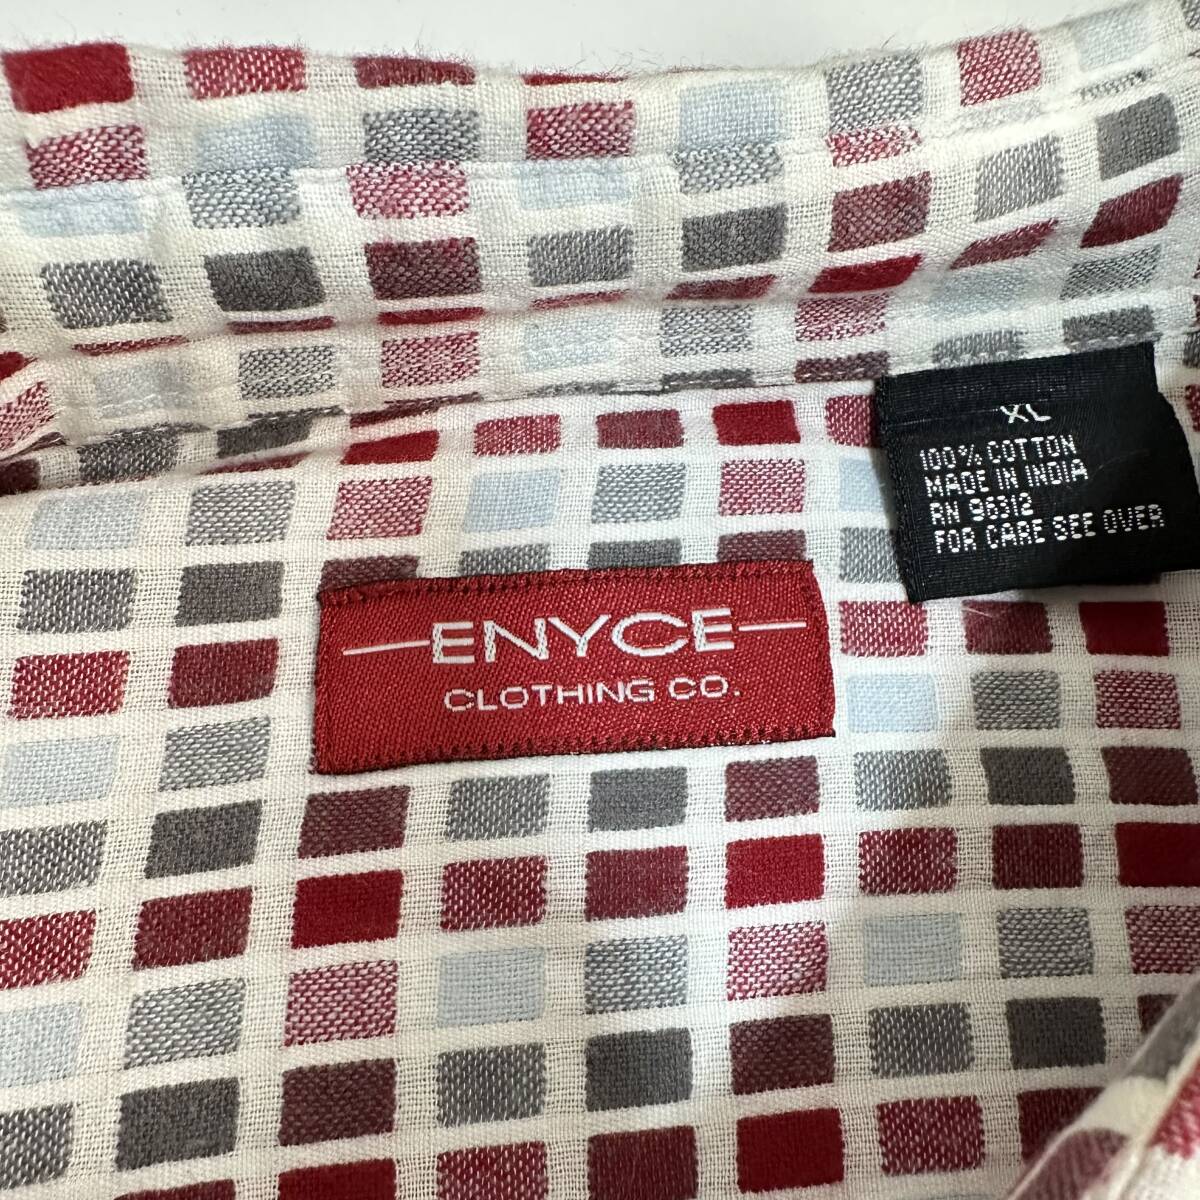 XL
100% COTTON
MADE IN INDIA
RN 96312
FOR CARE SEE OVER
ENYCE
CLOTHING CO.